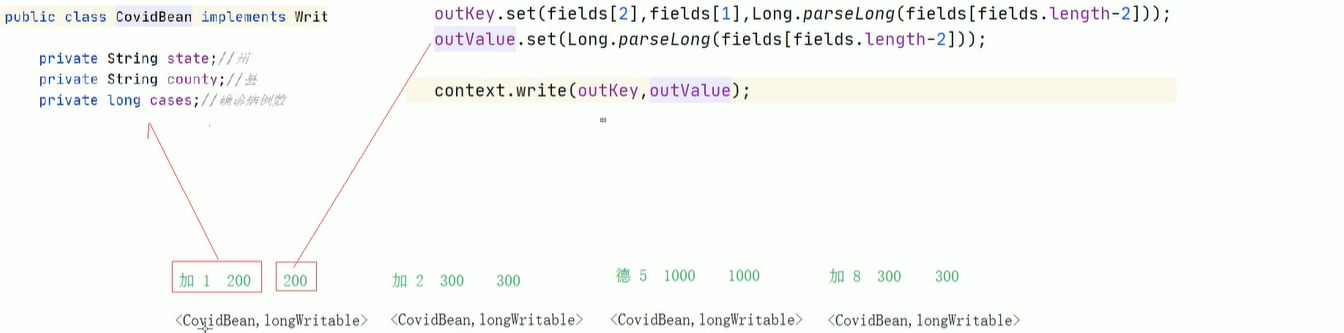 public class CovidBean implements Writ
private String state;//州
private String county;//县
private long cases;//确诊病例数
outKey.set(fields[2],fields[1],Long.parseLong(fields[fields.length-2]));
outValue.set(Long.parseLong(fields[fields.length-2]));
context.write(outKey,outValue);
加 1 200 200
加 2 300 300
德 5 1000 1000
加 8 300 300
<CovidBean,longWritable>
<CovidBean,longWritable>
<CovidBean,longWritable>
<CovidBean,longWritable>